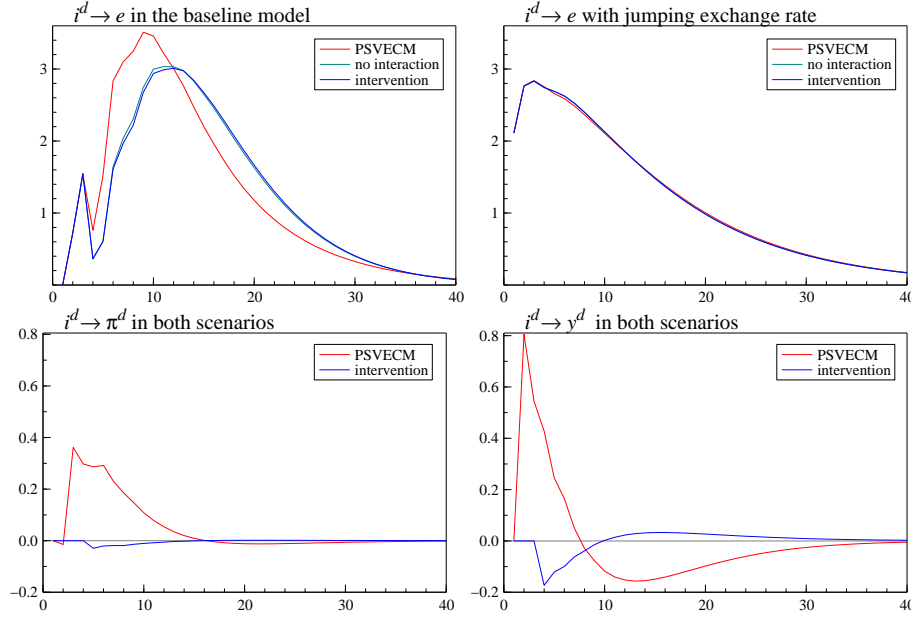 i^d → e in the baseline model
PSVECM
no interaction
intervention
3
2
1
0 10 20 30 40
i^d → e with jumping exchange rate
PSVECM
no interaction
intervention
3
2
1
0 10 20 30 40
i^d → π^d in both scenarios
PSVECM
intervention
0.8
0.6
0.4
0.2
0.0
−0.2
0 10 20 30 40
i^d → y^d in both scenarios
PSVECM
intervention
0.8
0.6
0.4
0.2
0.0
−0.2
0 10 20 30 40